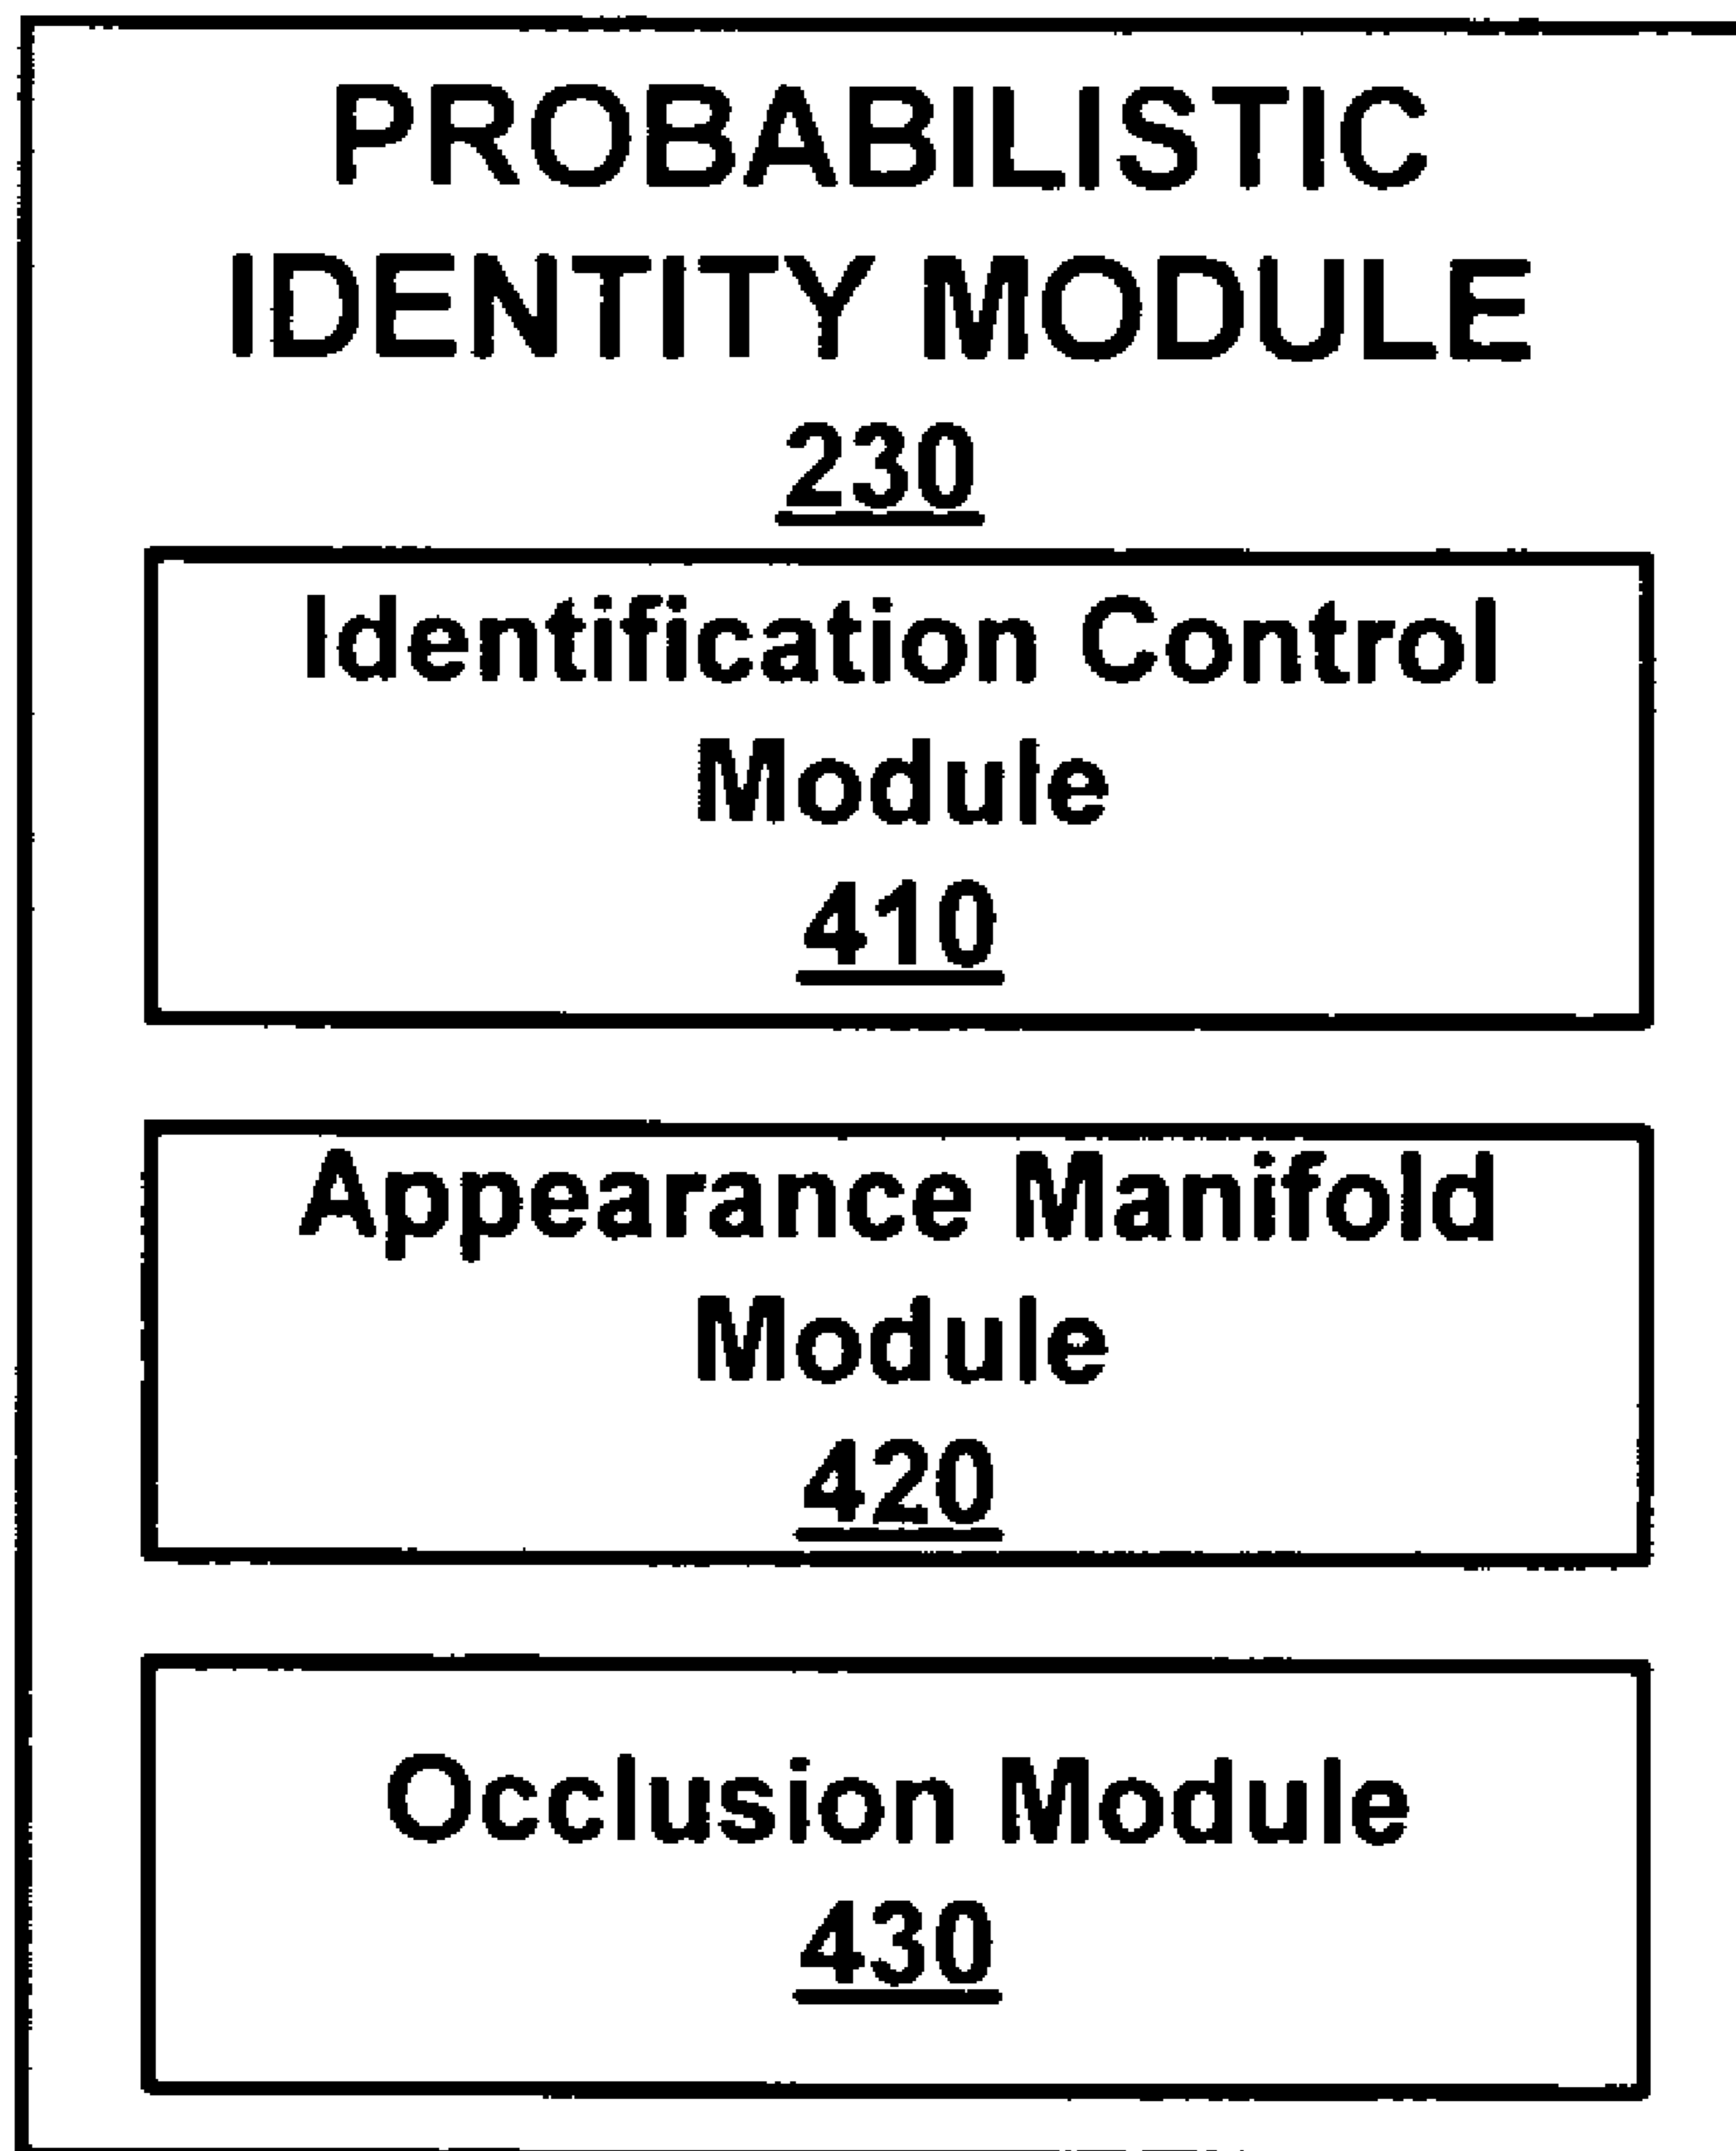 PROBABILISTIC
IDENTITY MODULE
230
Identification Control
Module
410
Appearance Manifold
Module
420
Occlusion Module
430